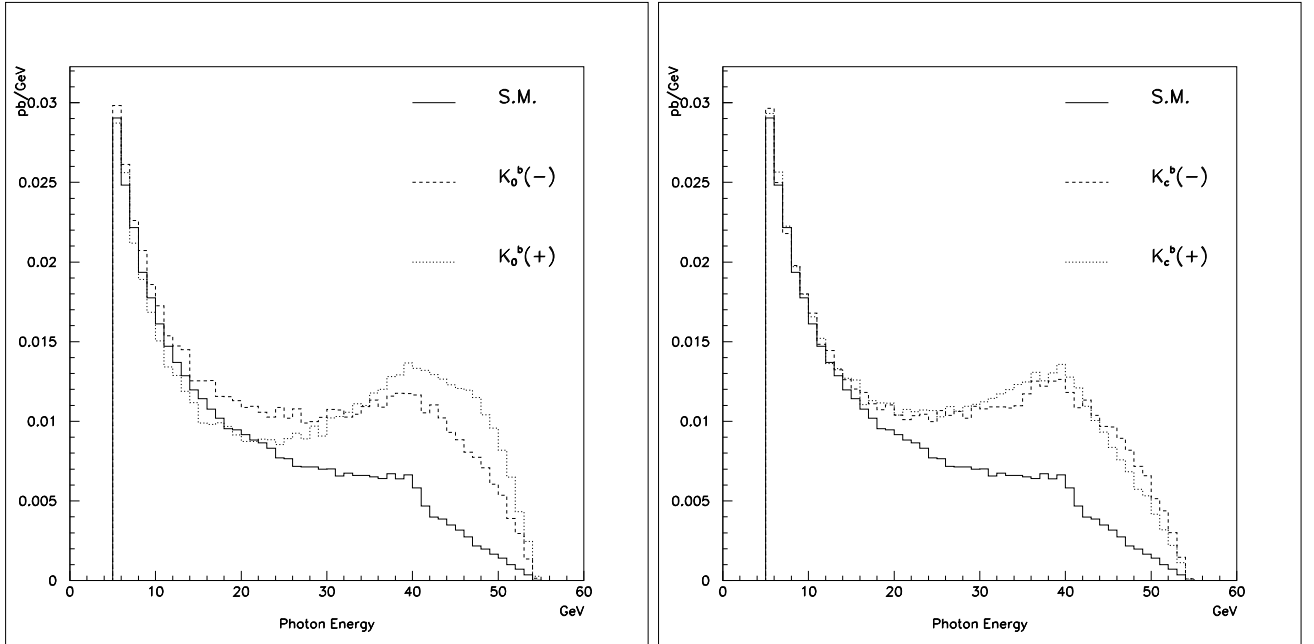 pb/GeV
S.M.
K₀ᵇ(−)
K₀ᵇ(+)
0.03
0.025
0.02
0.015
0.01
0.005
0
0 10 20 30 40 50 60
GeV
Photon Energy
pb/GeV
S.M.
K_cᵇ(−)
K_cᵇ(+)
0.03
0.025
0.02
0.015
0.01
0.005
0
0 10 20 30 40 50 60
GeV
Photon Energy